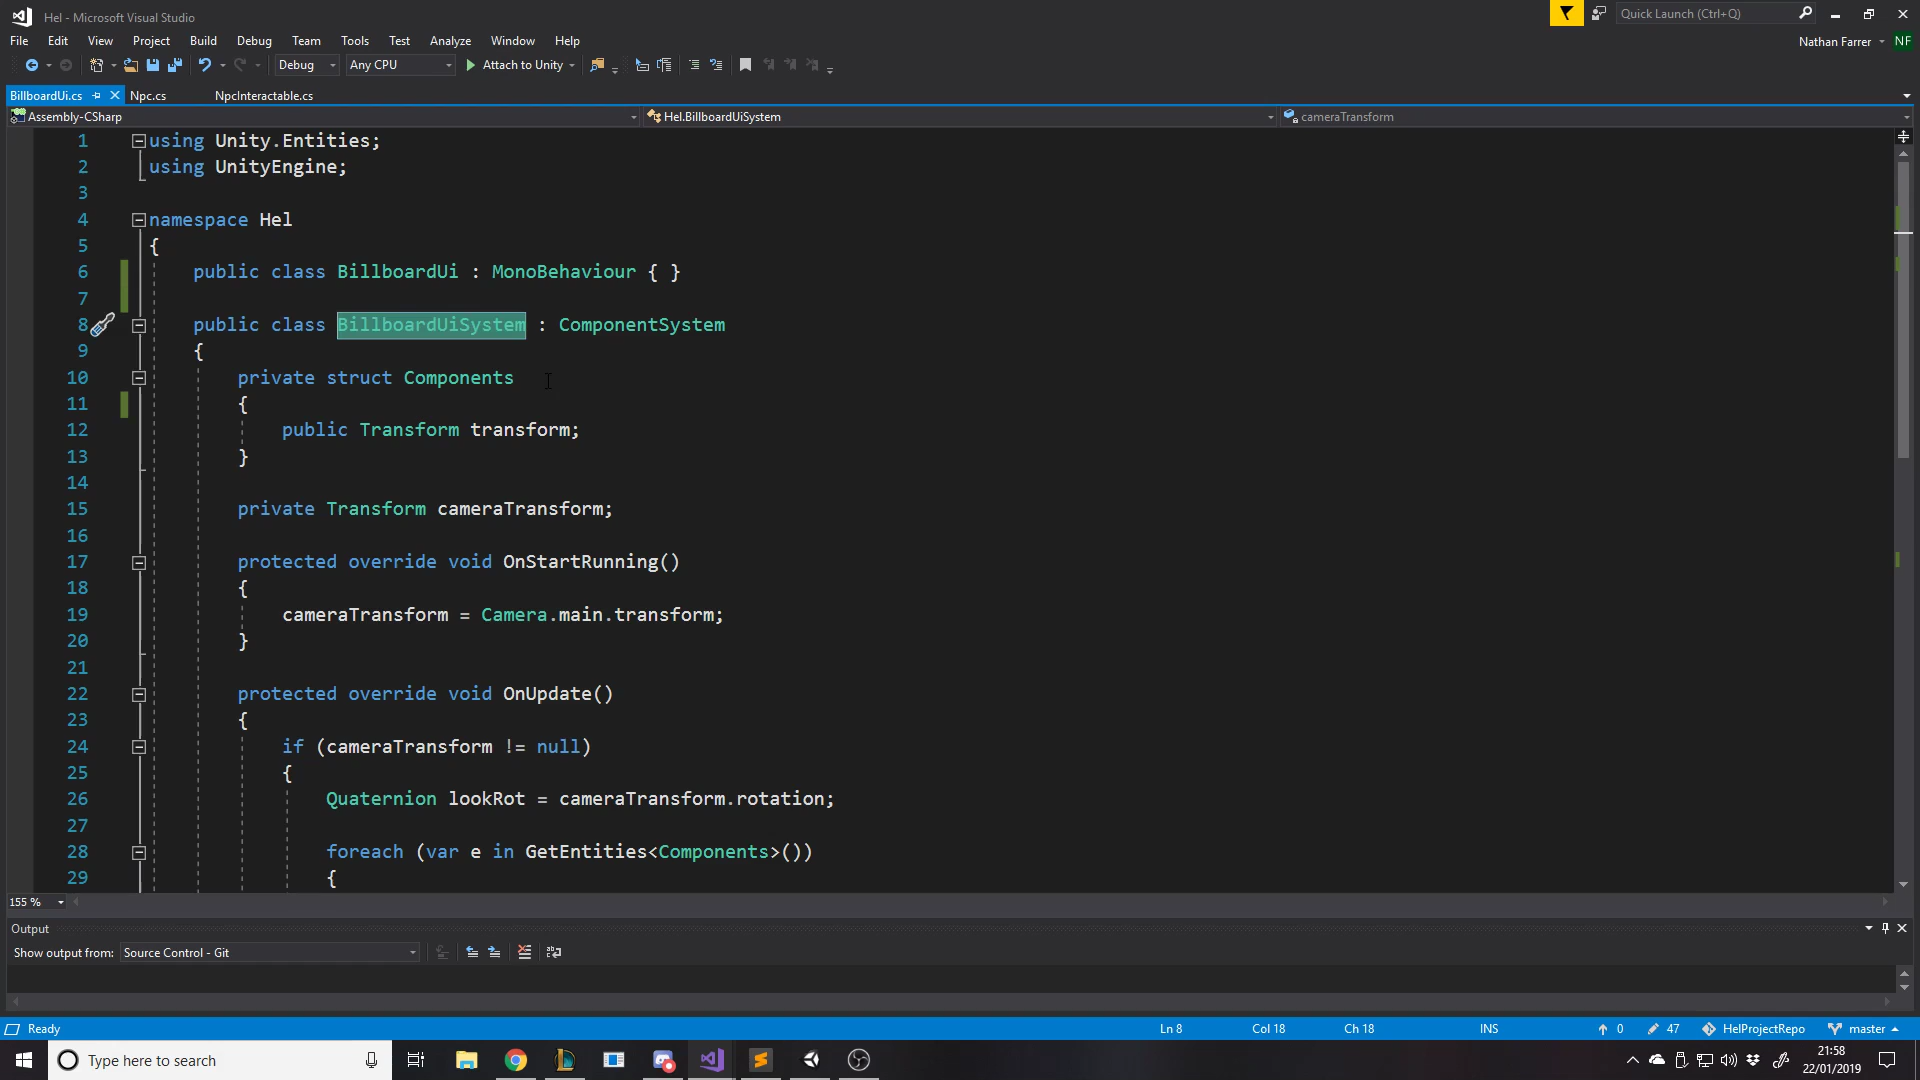 Hel - Microsoft Visual Studio
Quick Launch (Ctrl+Q)
File Edit View Project Build Debug Team Tools Test Analyze Window Help
Nathan Farrer NF
Debug Any CPU Attach to Unity
BillboardUi.cs Npc.cs NpcInteractable.cs
Assembly-CSharp Hel.BillboardUiSystem cameraTransform
1 using Unity.Entities;
2 using UnityEngine;
3
4 namespace Hel
5 {
6 public class BillboardUi : MonoBehaviour { }
7
8 public class BillboardUiSystem : ComponentSystem
9 {
10 private struct Components
11 {
12 public Transform transform;
13 }
14
15 private Transform cameraTransform;
16
17 protected override void OnStartRunning()
18 {
19 cameraTransform = Camera.main.transform;
20 }
21
22 protected override void OnUpdate()
23 {
24 if (cameraTransform != null)
25 {
26 Quaternion lookRot = cameraTransform.rotation;
27
28 foreach (var e in GetEntities<Components>())
29 {
155 %
Output
Show output from: Source Control - Git
Ready Ln 8 Col 18 Ch 18 INS 0 47 HelProjectRepo master
Type here to search
21:58
22/01/2019